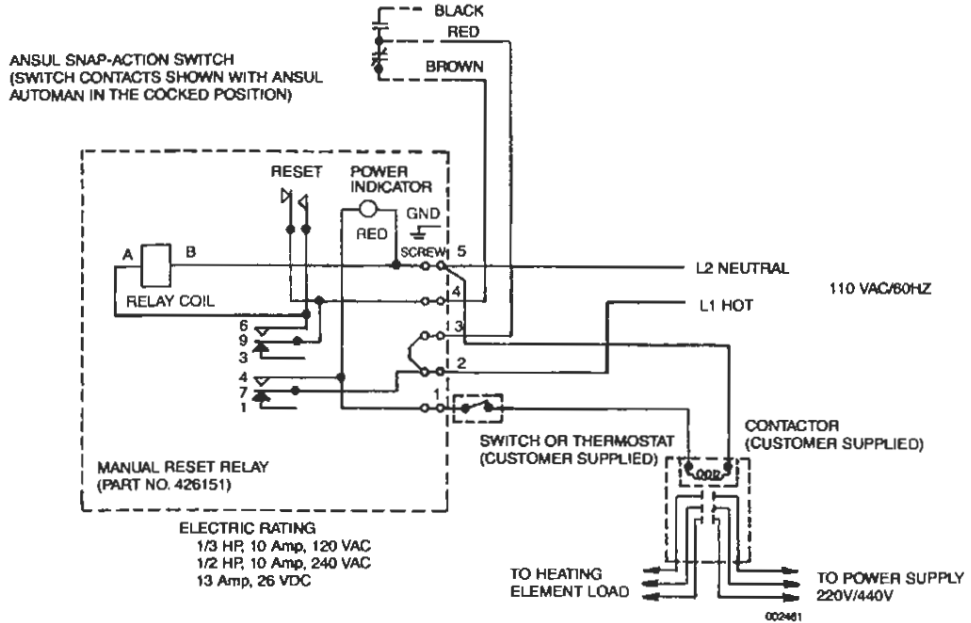 BLACK
RED
BROWN
ANSUL SNAP-ACTION SWITCH
(SWITCH CONTACTS SHOWN WITH ANSUL
AUTOMAN IN THE COCKED POSITION)
RESET
POWER
INDICATOR
GND
RED
SCREW
5
A
B
RELAY COIL
4
3
2
1
6
9
3
4
7
1
L2 NEUTRAL
L1 HOT
110 VAC/60HZ
SWITCH OR THERMOSTAT
(CUSTOMER SUPPLIED)
CONTACTOR
(CUSTOMER SUPPLIED)
MANUAL RESET RELAY
(PART NO. 426151)
ELECTRIC RATING
1/3 HP, 10 Amp, 120 VAC
1/2 HP, 10 Amp, 240 VAC
13 Amp, 26 VDC
TO HEATING
ELEMENT LOAD
TO POWER SUPPLY
220V/440V
002461